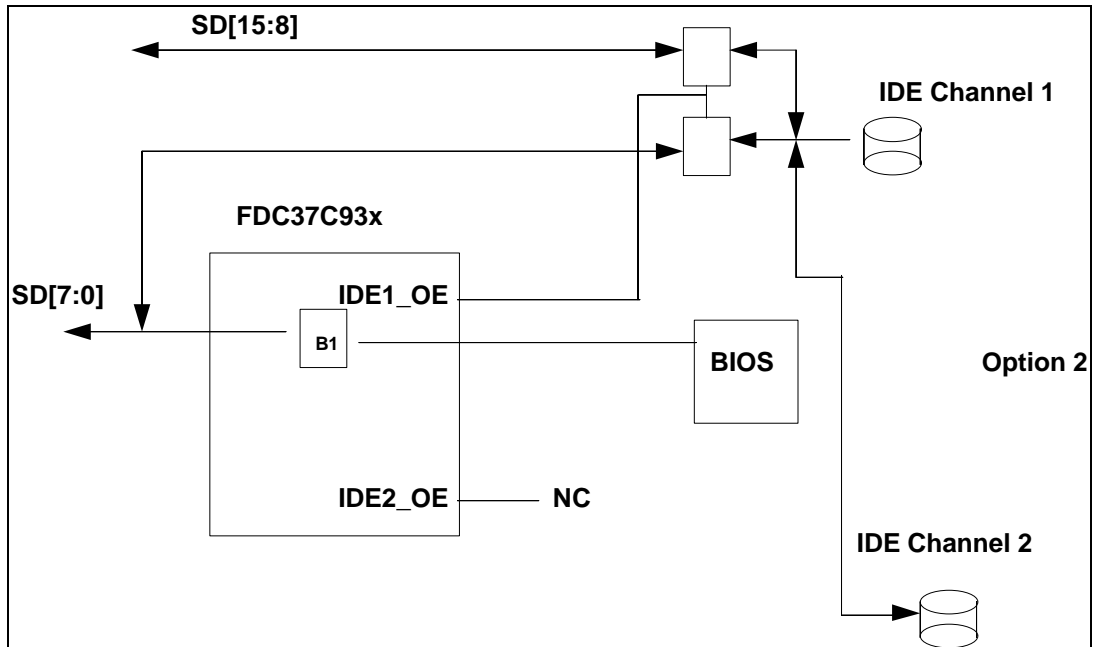 SD[15:8]
IDE Channel 1
FDC37C93x
SD[7:0]
IDE1_OE
B1
BIOS
Option 2
IDE2_OE
NC
IDE Channel 2